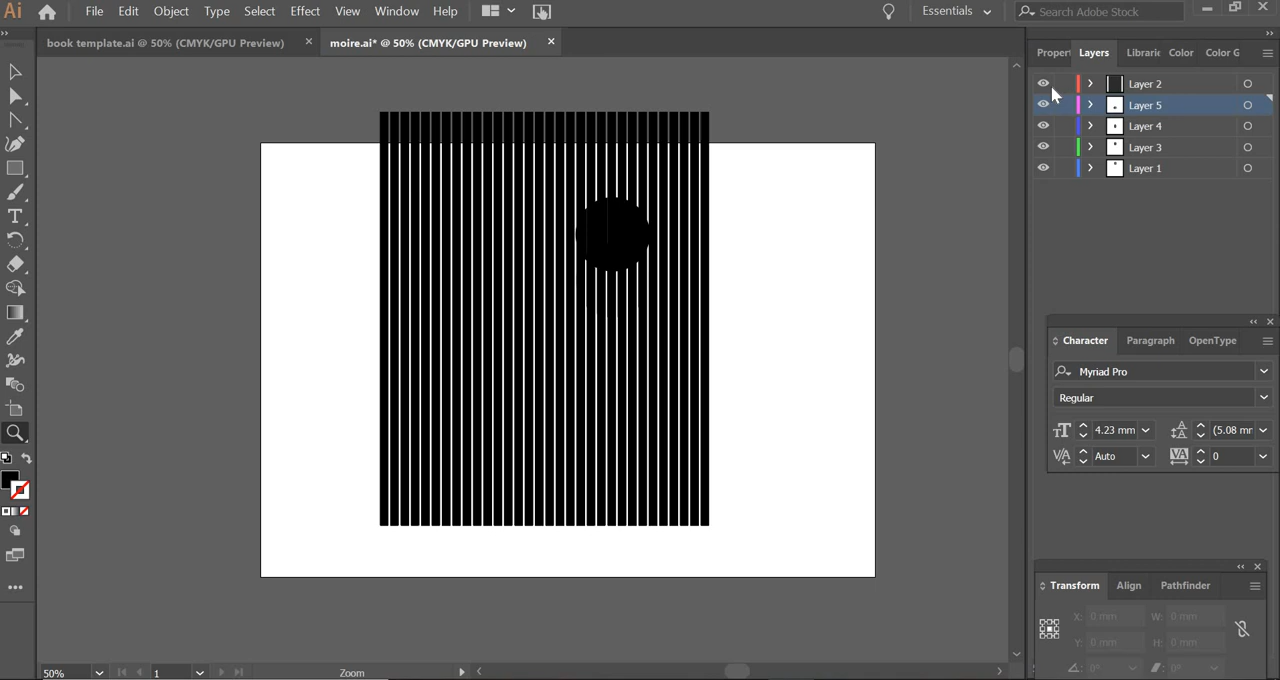 Ai File Edit Object Type Select Effect View Window Help Essentials Search Adobe Stock
book template.ai @ 50% (CMYK/GPU Preview) × moire.ai* @ 50% (CMYK/GPU Preview) ×
Propert Layers Librarie Color Color G
Layer 2
Layer 5
Layer 4
Layer 3
Layer 1
Character Paragraph OpenType
Myriad Pro
Regular
4.23 mm (5.08 mr
Auto 0
Transform Align Pathfinder
X: 0 mm W: 0 mm
Y: 0 mm H: 0 mm
0° 0°
50% 1 Zoom